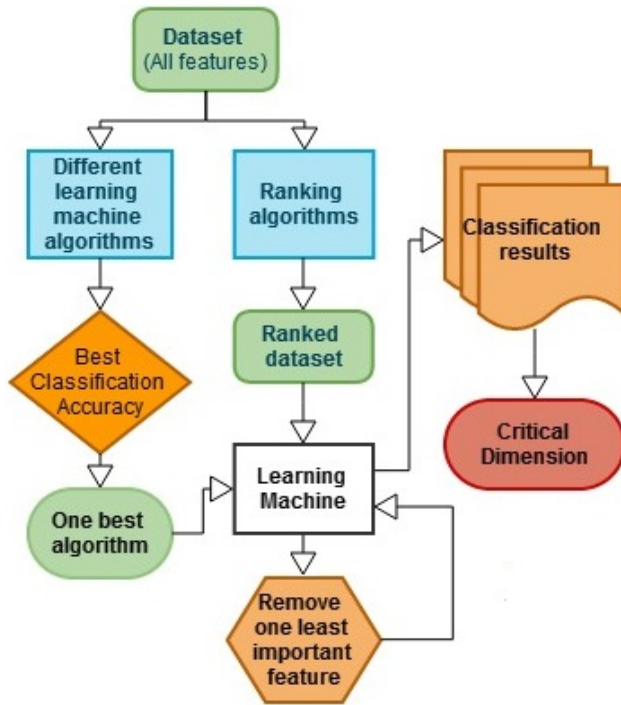 Dataset
(All features)
Different
learning
machine
algorithms
Ranking
algorithms
Classification
results
Best
Classification
Accuracy
Ranked
dataset
Critical
Dimension
One best
algorithm
Learning
Machine
Remove
one least
important
feature